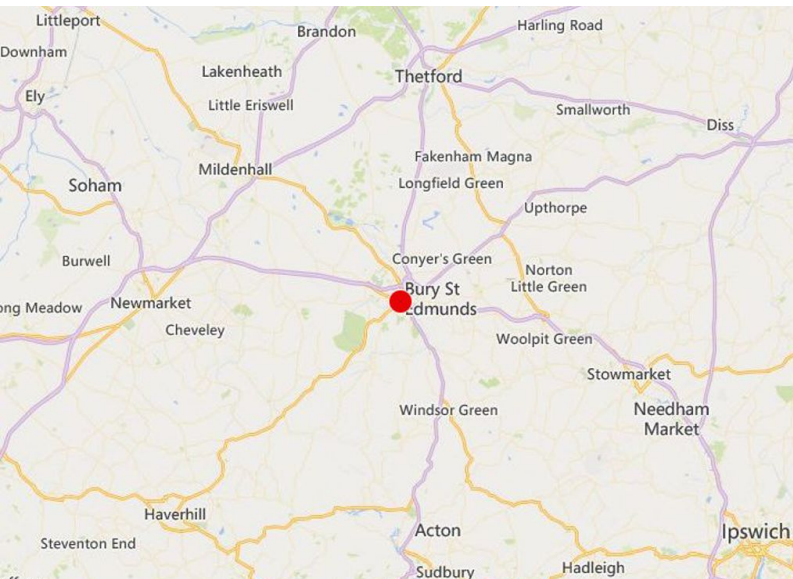 Littleport
Brandon
Harling Road
Downham
Lakenheath
Thetford
Ely
Little Eriswell
Smallworth
Diss
Fakenham Magna
Mildenhall
Soham
Longfield Green
Upthorpe
Burwell
Conyer's Green
Norton
Little Green
Bury St
Edmunds
ong Meadow
Newmarket
Cheveley
Woolpit Green
Stowmarket
Windsor Green
Needham
Market
Haverhill
Acton
Ipswich
Steventon End
Hadleigh
Sudbury